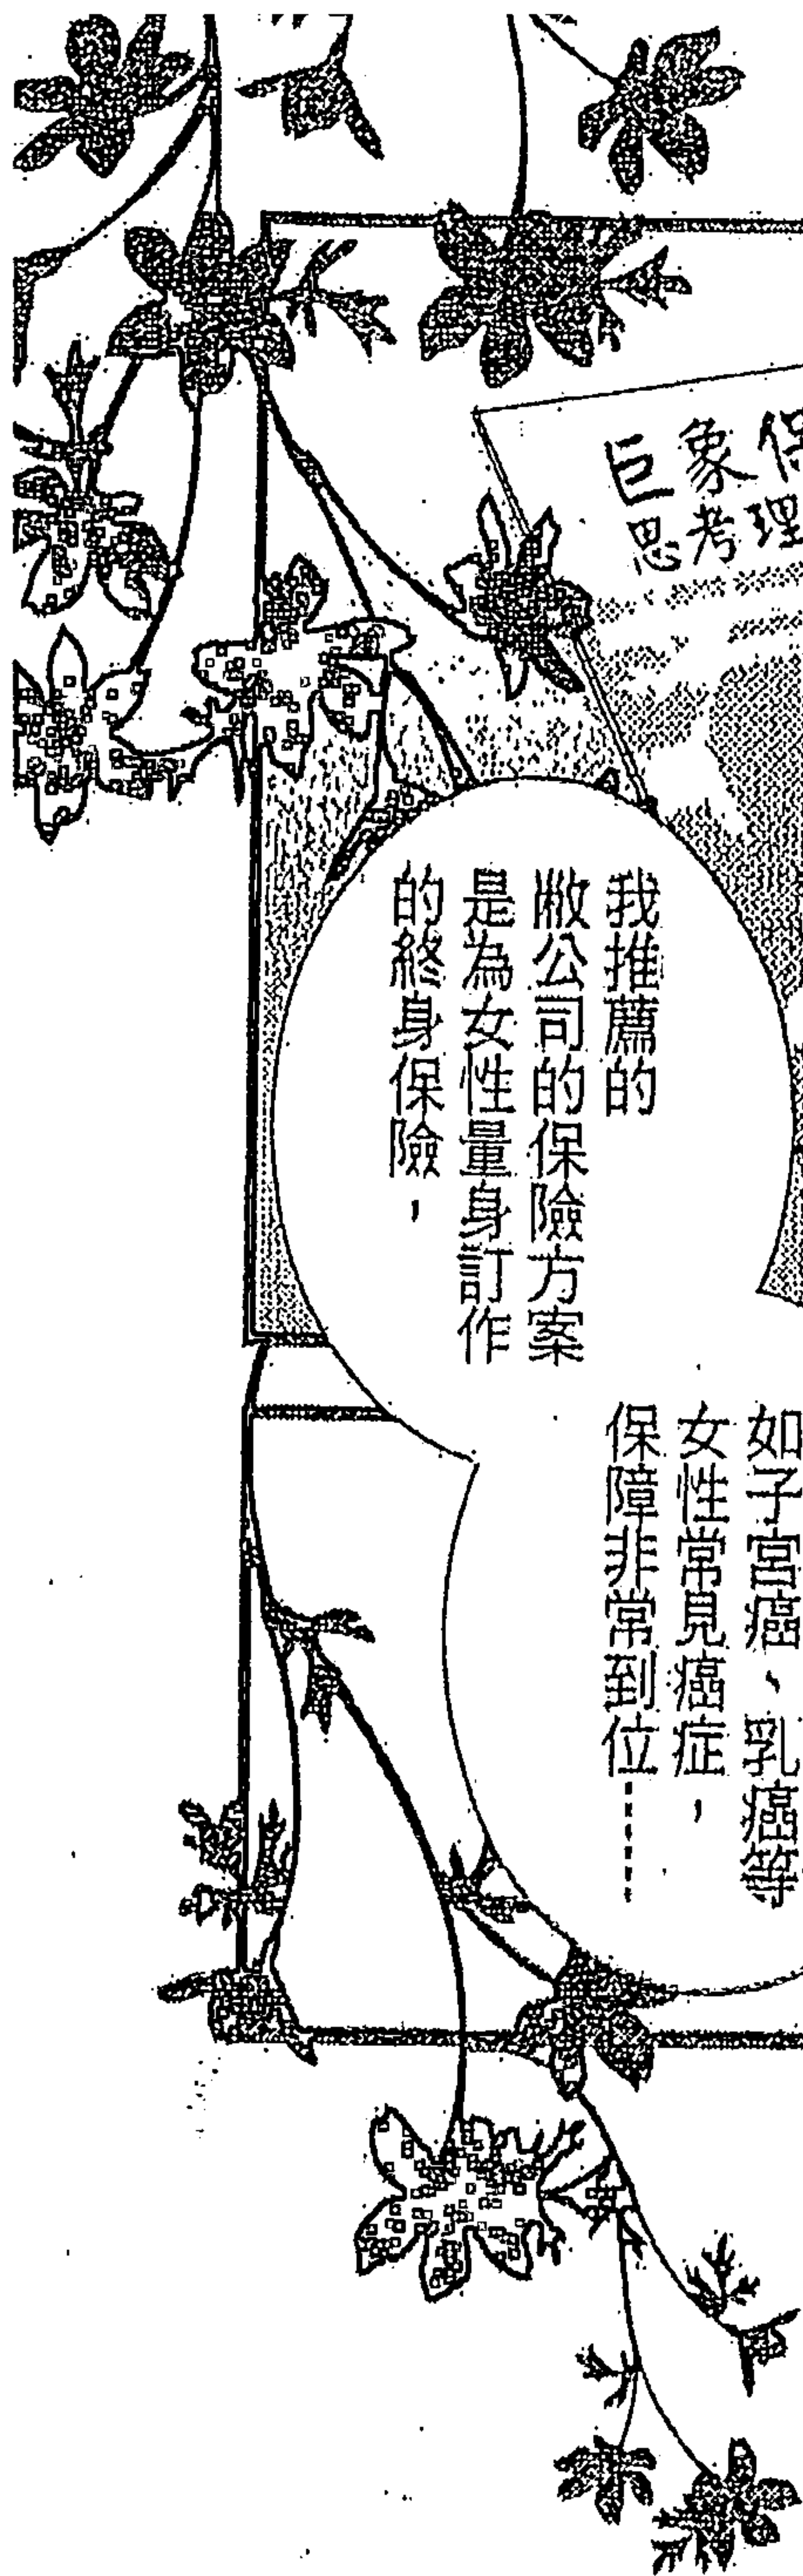 理
象考
巨思
我推薦的
敝公司的保險方案
是為女性量身訂作
的終身保險，
如子宮癌、乳癌等
女性常見癌症，
保障非常到位……